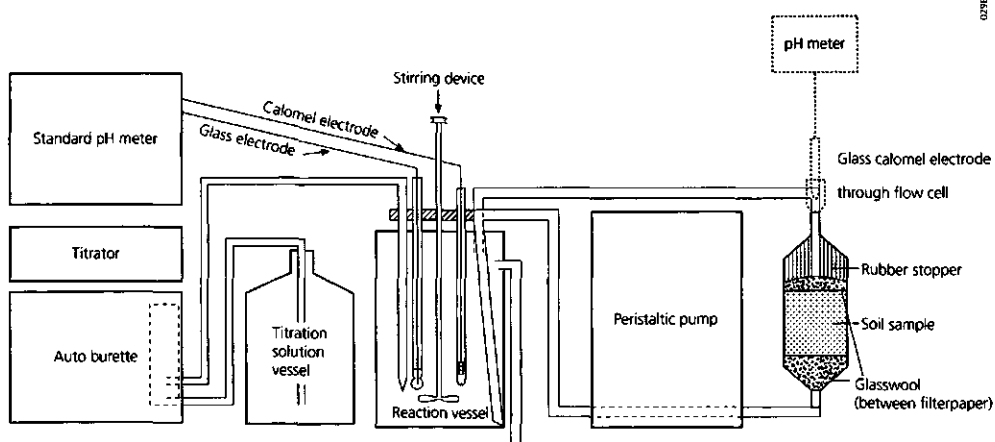 pH meter
Stirring device
Calomel electrode
Glass electrode
Standard pH meter
Glass calomel electrode
through flow cell
Titrator
Rubber stopper
Auto burette
Titration
solution
vessel
Peristaltic pump
Soil sample
Glasswool
(between filterpaper)
Reaction vessel